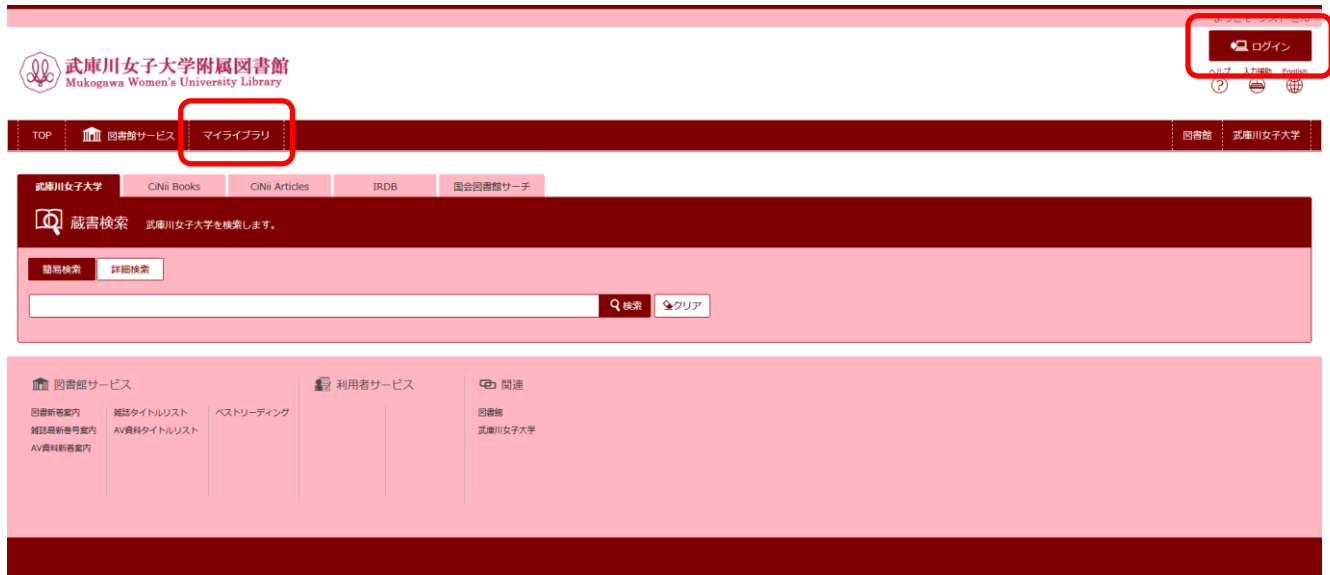 ようこそ ゲスト さん
ログイン
武庫川女子大学附属図書館
Mukogawa Women's University Library
ヘルプ 入力補助 English
TOP 図書館サービス マイライブラリ 図書館 武庫川女子大学
武庫川女子大学 CiNii Books CiNii Articles IRDB 国会図書館サーチ
蔵書検索 武庫川女子大学を検索します。
簡易検索 詳細検索
検索 クリア
図書館サービス 利用者サービス 関連
図書新着案内 雑誌タイトルリスト ベストリーディング 図書館
雑誌最新巻号案内 AV資料タイトルリスト 武庫川女子大学
AV資料新着案内